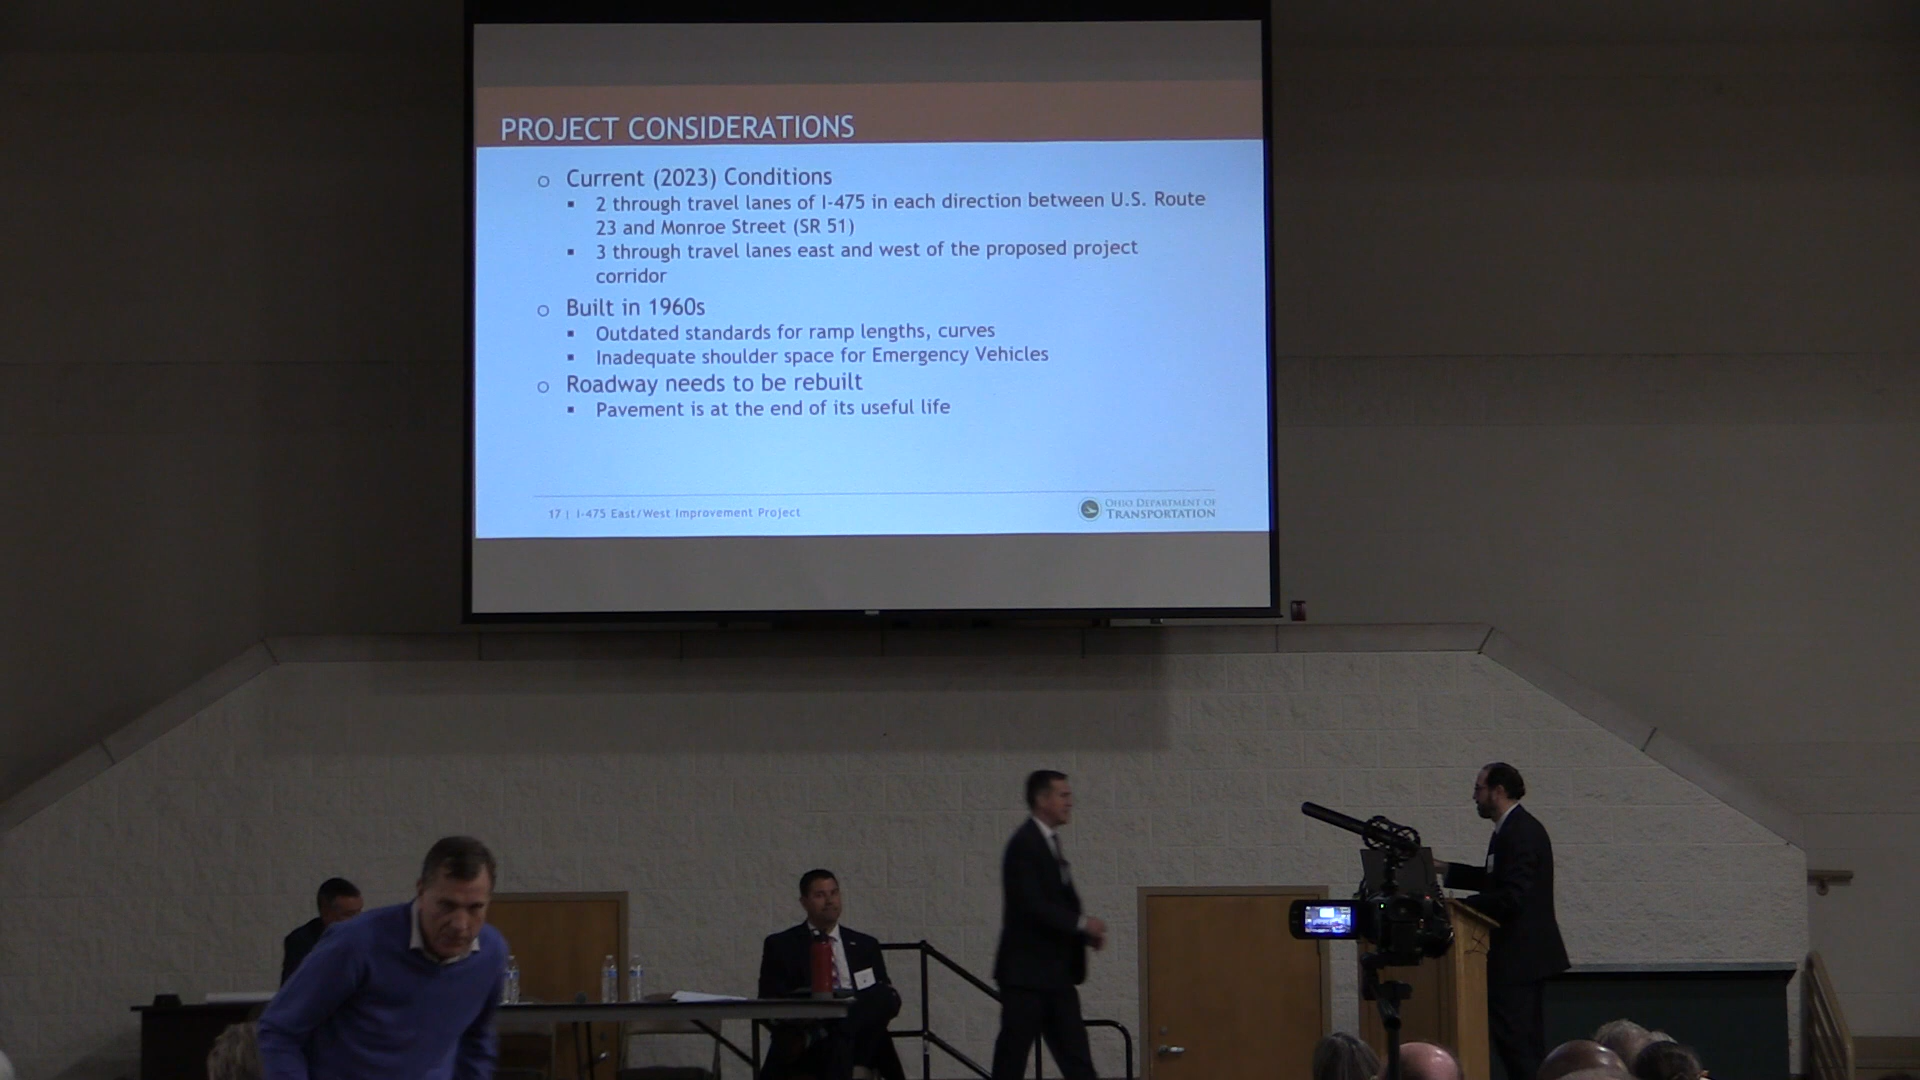 PROJECT CONSIDERATIONS
Current (2023) Conditions
2 through travel lanes of I-475 in each direction between U.S. Route
23 and Monroe Street (SR 51)
3 through travel lanes east and west of the proposed project
corridor
Built in 1960s
Outdated standards for ramp lengths, curves
Inadequate shoulder space for Emergency Vehicles
Roadway needs to be rebuilt
Pavement is at the end of its useful life
17 | I-475 East/West Improvement Project
OHIO DEPARTMENT OF
TRANSPORTATION